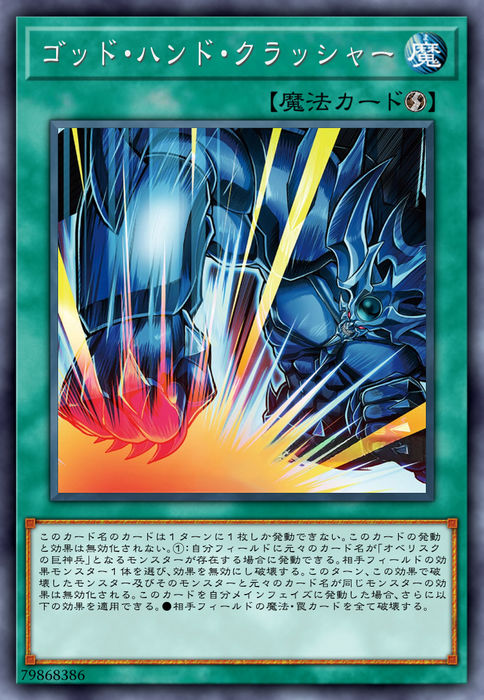 ゴッド・ハンド・クラッシャー 魔
【魔法カード】
このカード名のカードは１ターンに１枚しか発動できない。このカードの発動
と効果は無効化されない。①：自分フィールドに元々のカード名が「オベリスク
の巨神兵」となるモンスターが存在する場合に発動できる。相手フィールドの効
果モンスター１体を選び、効果を無効にし破壊する。このターン、この効果で破
壊したモンスター及びそのモンスターと元々のカード名が同じモンスターの効
果は無効化される。このカードを自分メインフェイズに発動した場合、さらに以
下の効果を適用できる。●相手フィールドの魔法・罠カードを全て破壊する。
79868386